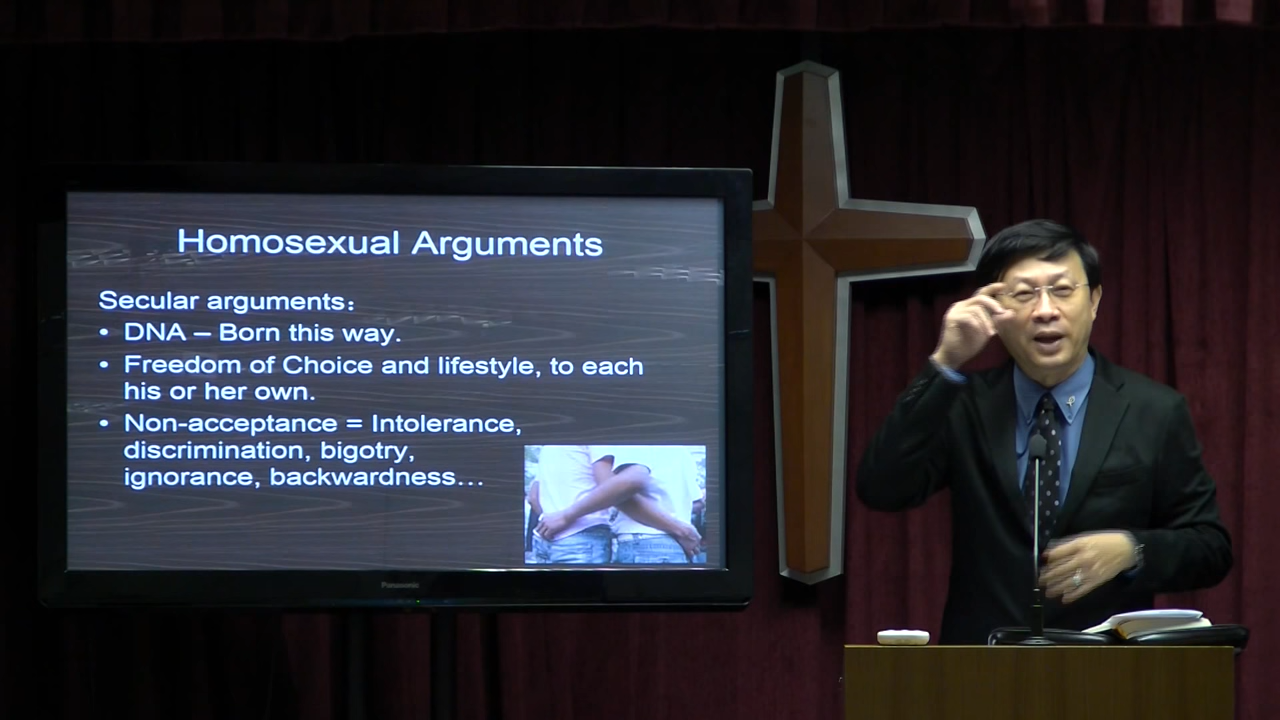 Homosexual Arguments
Secular arguments:
• DNA – Born this way.
• Freedom of Choice and lifestyle, to each
his or her own.
• Non-acceptance = Intolerance,
discrimination, bigotry,
ignorance, backwardness...
Panasonic